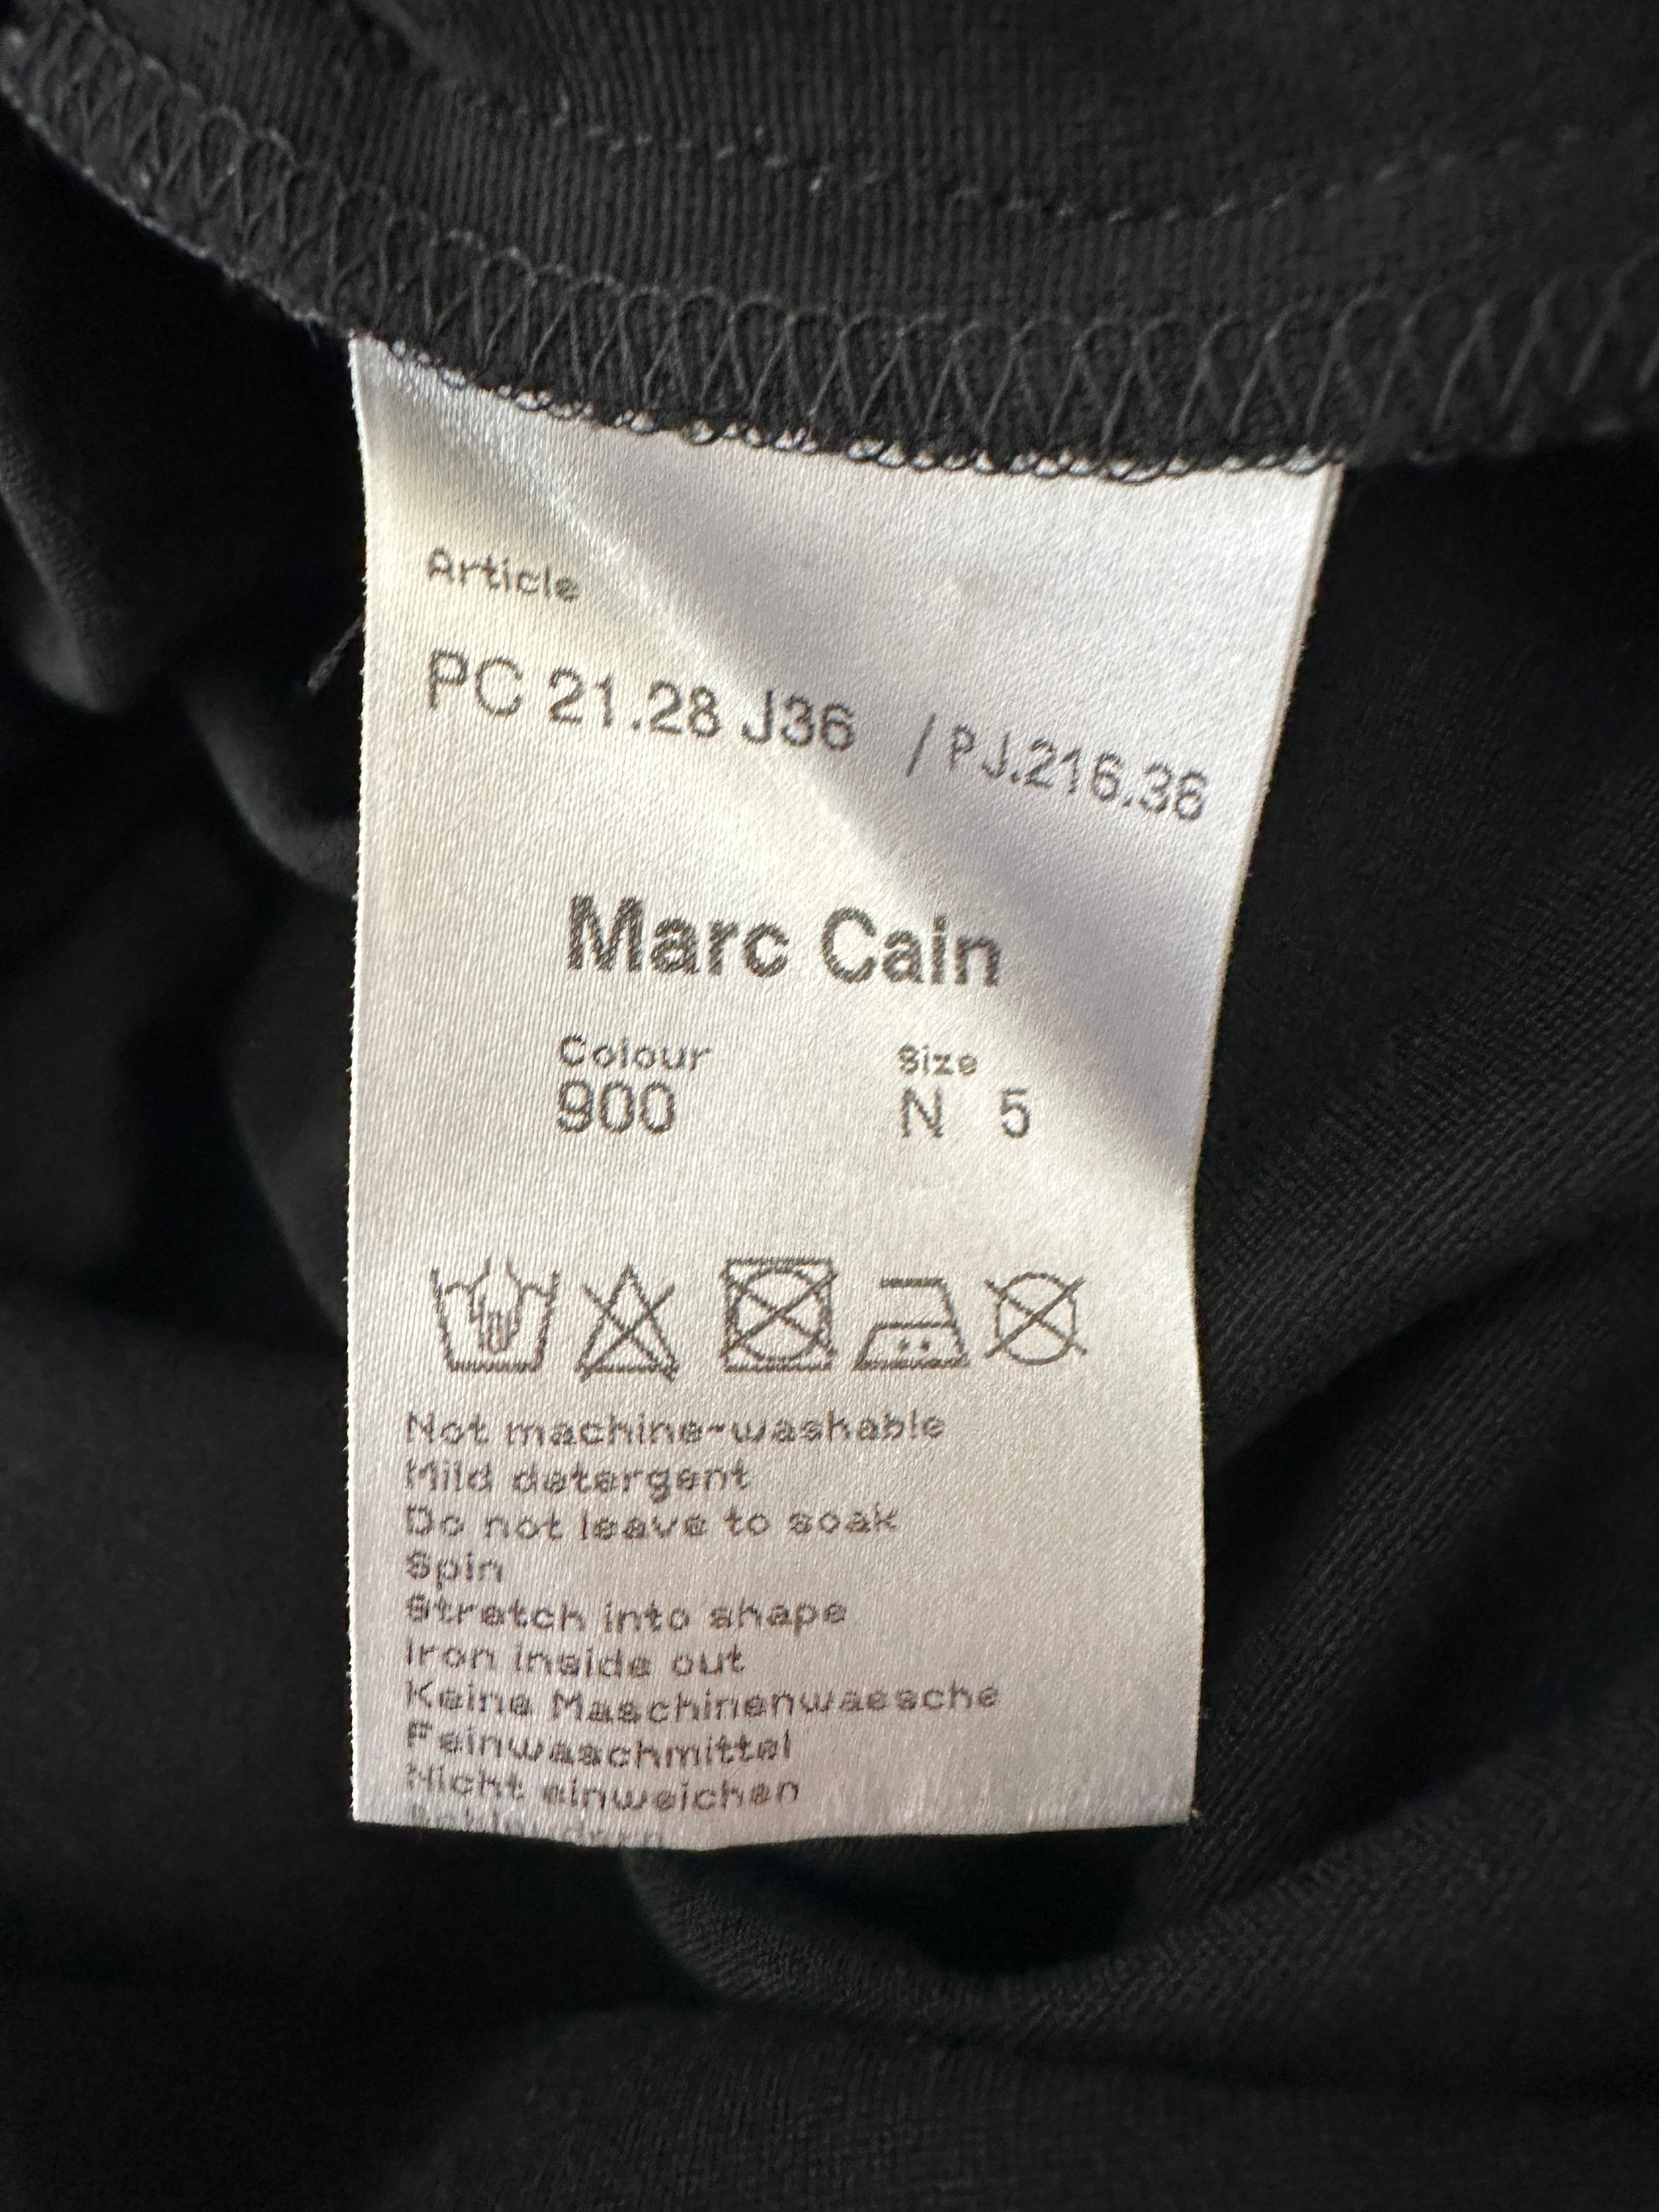 Article
PC 21.28 J36 / PJ.216.36
Marc Cain
Colour Size
900 N 5
Not machine-washable
Mild detergent
Do not leave to soak
Spin
Stretch into shape
Iron inside out
Keine Maschinenwaesche
Feinwaschmittel
Nicht einweichen